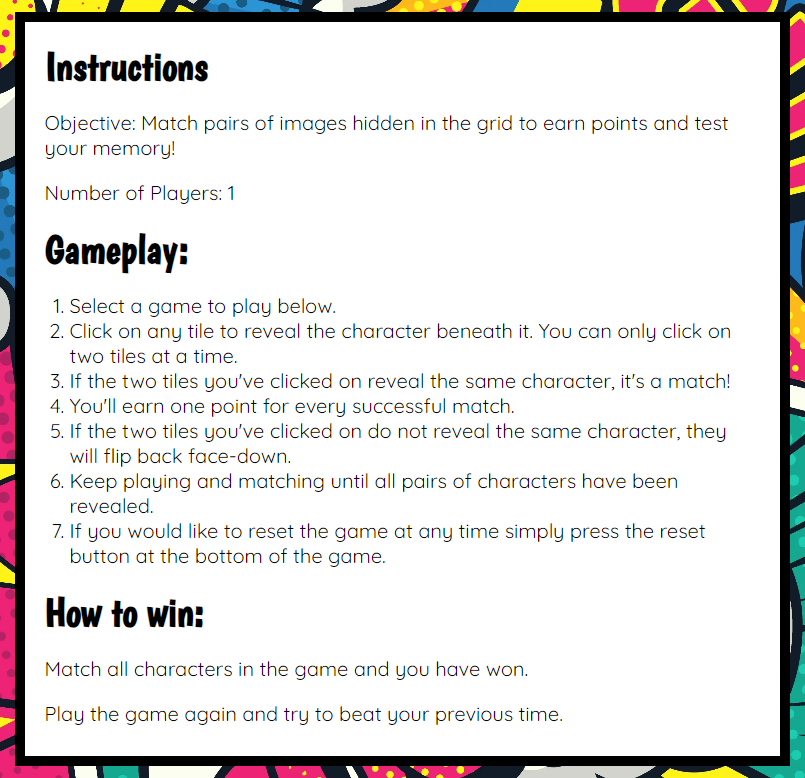 Instructions
Objective: Match pairs of images hidden in the grid to earn points and test
your memory!
Number of Players: 1
Gameplay:
1. Select a game to play below.
2. Click on any tile to reveal the character beneath it. You can only click on
two tiles at a time.
3. If the two tiles you've clicked on reveal the same character, it's a match!
4. You'll earn one point for every successful match.
5. If the two tiles you've clicked on do not reveal the same character, they
will flip back face-down.
6. Keep playing and matching until all pairs of characters have been
revealed.
7. If you would like to reset the game at any time simply press the reset
button at the bottom of the game.
How to win:
Match all characters in the game and you have won.
Play the game again and try to beat your previous time.